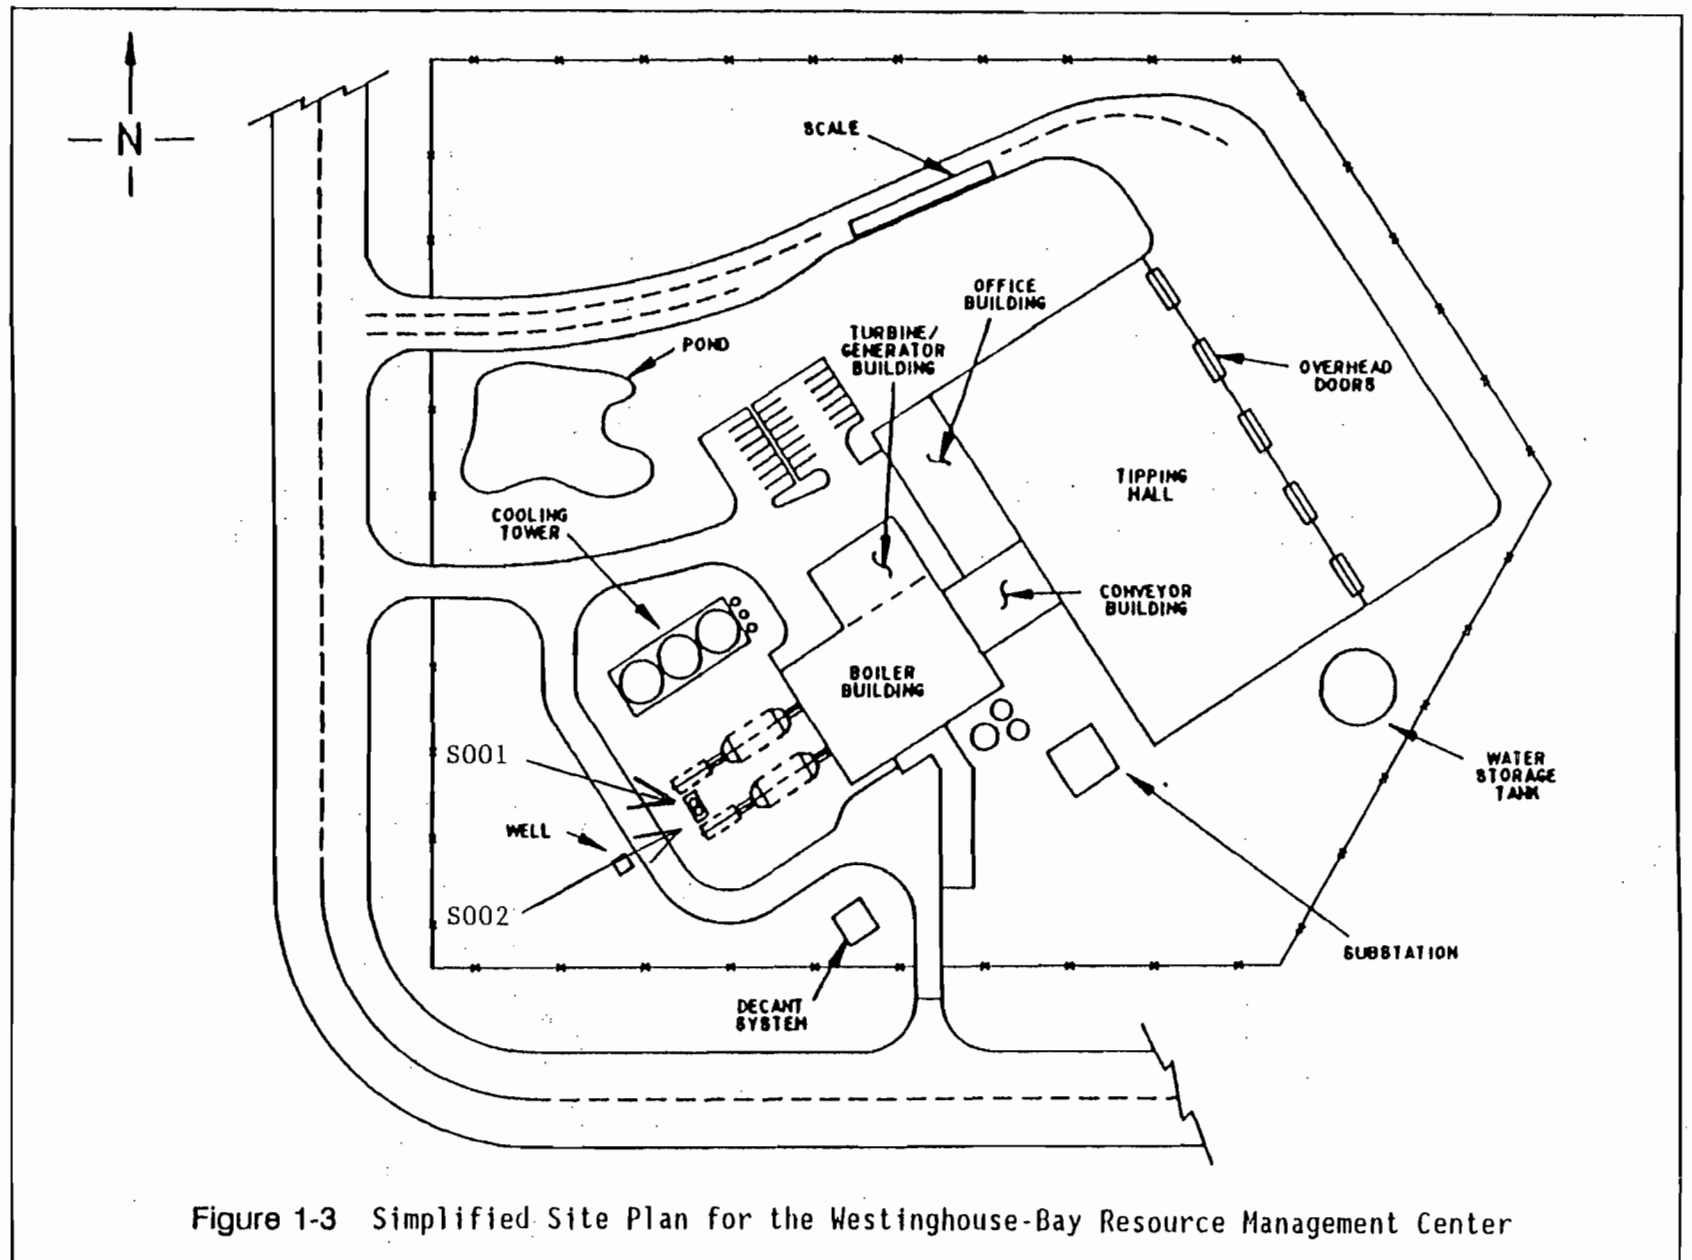 N
SCALE
OFFICE
BUILDING
TURBINE/
GENERATOR
BUILDING
POND
OVERHEAD
DOORS
TIPPING
HALL
COOLING
TOWER
CONVEYOR
BUILDING
BOILER
BUILDING
S001
WATER
STORAGE
TANK
WELL
S002
SUBSTATION
DECANT
SYSTEM
Figure 1-3 Simplified Site Plan for the Westinghouse-Bay Resource Management Center